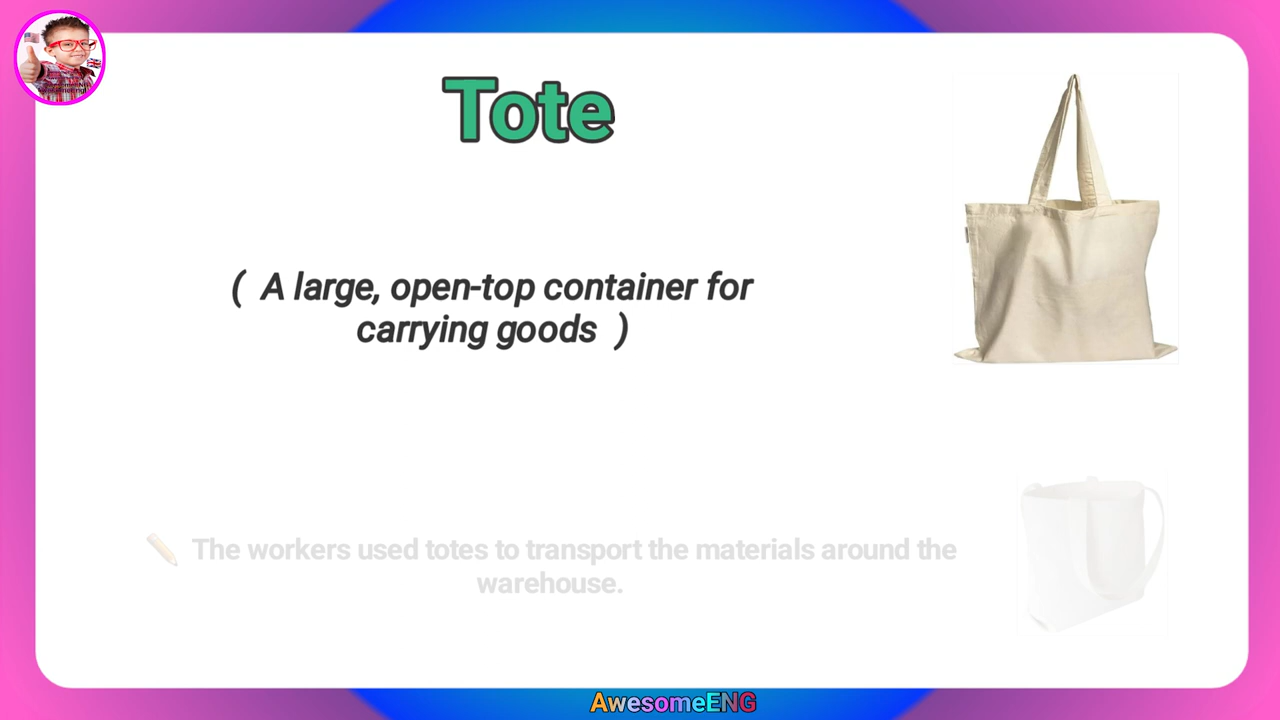 Tote
( A large, open-top container for
carrying goods )
The workers used totes to transport the materials around the
warehouse.
AwesomeENG